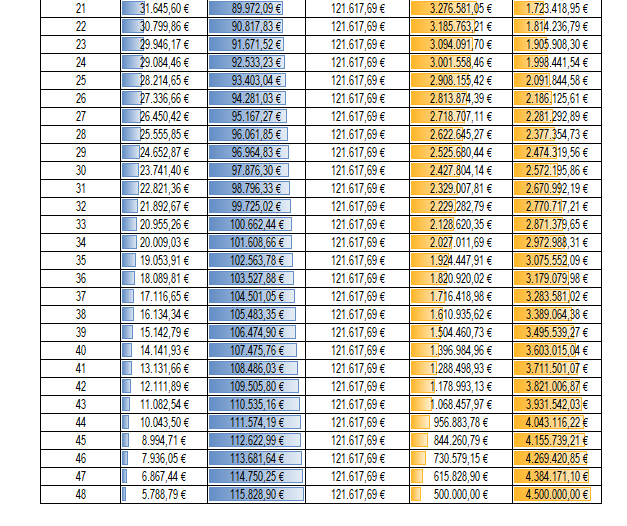 21 31.645,60 € 89.972,09 € 121.617,69 € 3.276.581,05 € 1.723.418,95 €
22 30.799,86 € 90.817,83 € 121.617,69 € 3.185.763,21 € 1.814.236,79 €
23 29.946,17 € 91.671,52 € 121.617,69 € 3.094.091,70 € 1.905.908,30 €
24 29.084,46 € 92.533,23 € 121.617,69 € 3.001.558,46 € 1.998.441,54 €
25 28.214,65 € 93.403,04 € 121.617,69 € 2.908.155,42 € 2.091.844,58 €
26 27.336,66 € 94.281,03 € 121.617,69 € 2.813.874,39 € 2.186.125,61 €
27 26.450,42 € 95.167,27 € 121.617,69 € 2.718.707,11 € 2.281.292,89 €
28 25.555,85 € 96.061,85 € 121.617,69 € 2.622.645,27 € 2.377.354,73 €
29 24.652,87 € 96.964,83 € 121.617,69 € 2.525.680,44 € 2.474.319,56 €
30 23.741,40 € 97.876,30 € 121.617,69 € 2.427.804,14 € 2.572.195,86 €
31 22.821,36 € 98.796,33 € 121.617,69 € 2.329.007,81 € 2.670.992,19 €
32 21.892,67 € 99.725,02 € 121.617,69 € 2.229.282,79 € 2.770.717,21 €
33 20.955,26 € 100.662,44 € 121.617,69 € 2.128.620,35 € 2.871.379,65 €
34 20.009,03 € 101.608,66 € 121.617,69 € 2.027.011,69 € 2.972.988,31 €
35 19.053,91 € 102.563,78 € 121.617,69 € 1.924.447,91 € 3.075.552,09 €
36 18.089,81 € 103.527,88 € 121.617,69 € 1.820.920,02 € 3.179.079,98 €
37 17.116,65 € 104.501,05 € 121.617,69 € 1.716.418,98 € 3.283.581,02 €
38 16.134,34 € 105.483,35 € 121.617,69 € 1.610.935,62 € 3.389.064,38 €
39 15.142,79 € 106.474,90 € 121.617,69 € 1.504.460,73 € 3.495.539,27 €
40 14.141,93 € 107.475,76 € 121.617,69 € 1.396.984,96 € 3.603.015,04 €
41 13.131,66 € 108.486,03 € 121.617,69 € 1.288.498,93 € 3.711.501,07 €
42 12.111,89 € 109.505,80 € 121.617,69 € 1.178.993,13 € 3.821.006,87 €
43 11.082,54 € 110.535,16 € 121.617,69 € 1.068.457,97 € 3.931.542,03 €
44 10.043,50 € 111.574,19 € 121.617,69 € 956.883,78 € 4.043.116,22 €
45 8.994,71 € 112.622,99 € 121.617,69 € 844.260,79 € 4.155.739,21 €
46 7.936,05 € 113.681,64 € 121.617,69 € 730.579,15 € 4.269.420,85 €
47 6.867,44 € 114.750,25 € 121.617,69 € 615.828,90 € 4.384.171,10 €
48 5.788,79 € 115.828,90 € 121.617,69 € 500.000,00 € 4.500.000,00 €